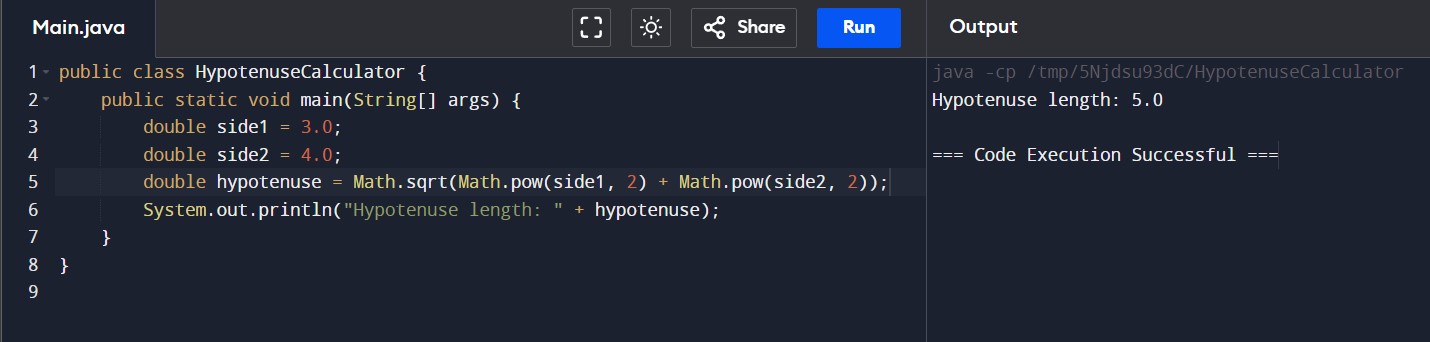 Main.java
Share
Run
Output
1 public class HypotenuseCalculator {
2 public static void main(String[] args) {
3 double side1 = 3.0;
4 double side2 = 4.0;
5 double hypotenuse = Math.sqrt(Math.pow(side1, 2) + Math.pow(side2, 2));
6 System.out.println("Hypotenuse length: " + hypotenuse);
7 }
8 }
9
java -cp /tmp/5Njdsu93dC/HypotenuseCalculator
Hypotenuse length: 5.0
=== Code Execution Successful ===